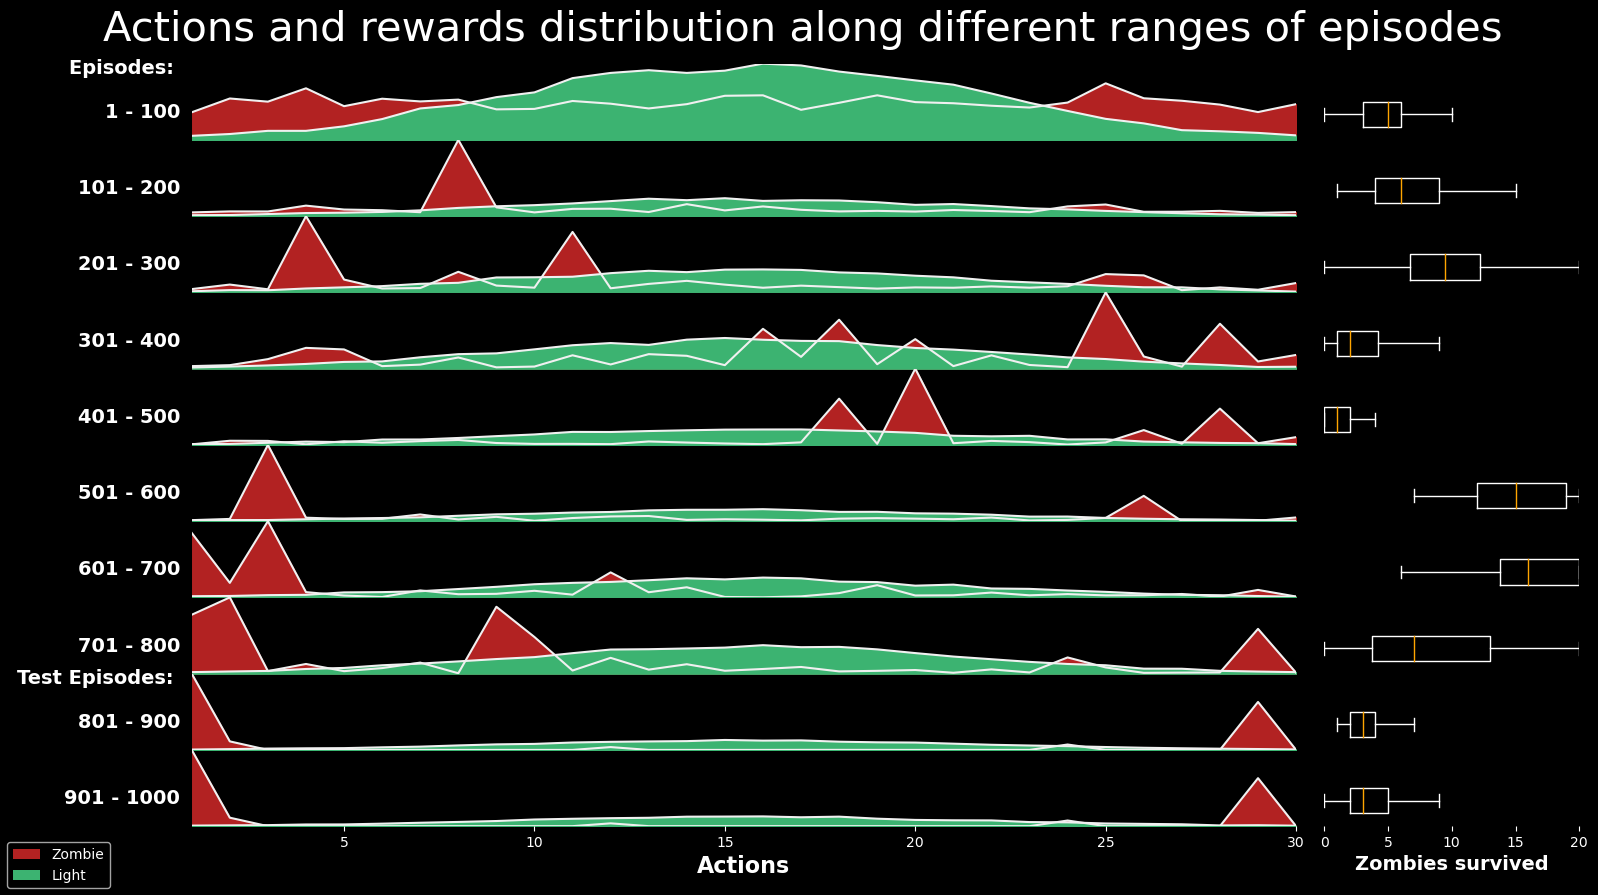 Actions and rewards distribution along different ranges of episodes
Episodes:
1 - 100
101 - 200
201 - 300
301 - 400
401 - 500
501 - 600
601 - 700
701 - 800
Test Episodes:
801 - 900
901 - 1000
5 10 15 20 25 30
0 5 10 15 20
Actions
Zombies survived
Zombie
Light